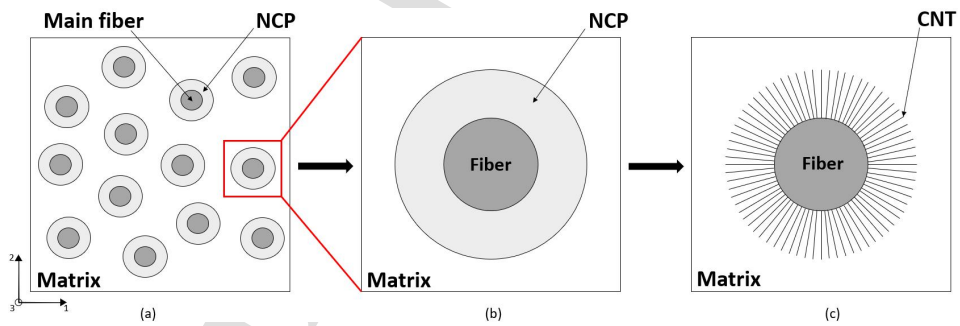 Main fiber
NCP
Matrix
2
3
1
(a)
NCP
Fiber
Matrix
(b)
CNT
Fiber
Matrix
(c)